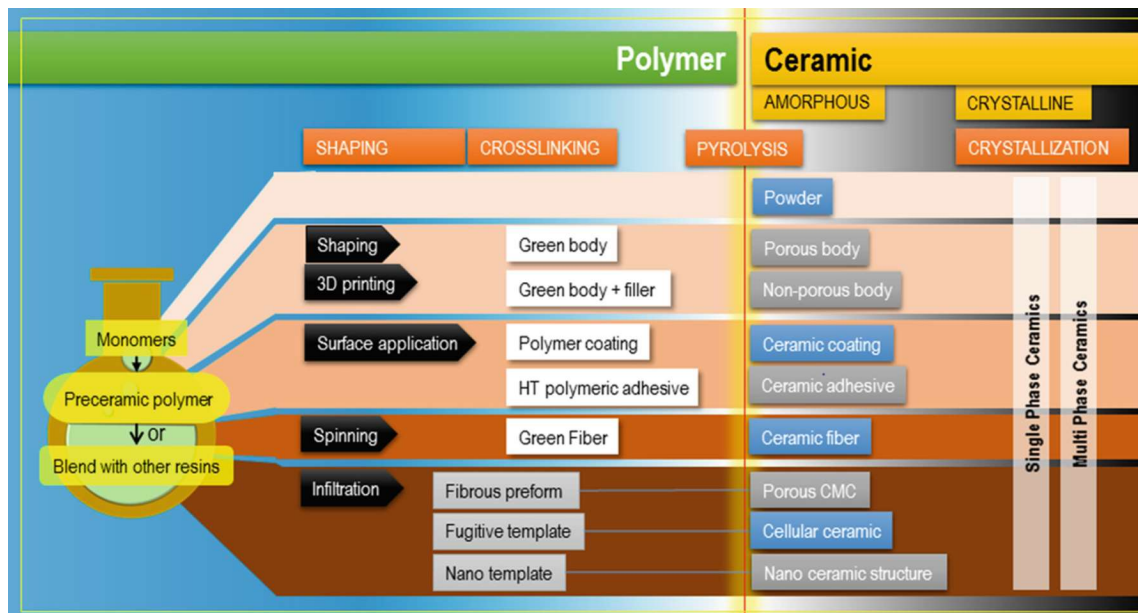 Polymer
Ceramic
AMORPHOUS
CRYSTALLINE
SHAPING
CROSSLINKING
PYROLYSIS
CRYSTALLIZATION
Powder
Shaping
Green body
Porous body
3D printing
Green body + filler
Non-porous body
Monomers
Surface application
Polymer coating
Ceramic coating
Preceramic polymer
HT polymeric adhesive
Ceramic adhesive
or
Spinning
Green Fiber
Ceramic fiber
Blend with other resins
Infiltration
Fibrous preform
Porous CMC
Fugitive template
Cellular ceramic
Nano template
Nano ceramic structure
Single Phase Ceramics
Multi Phase Ceramics